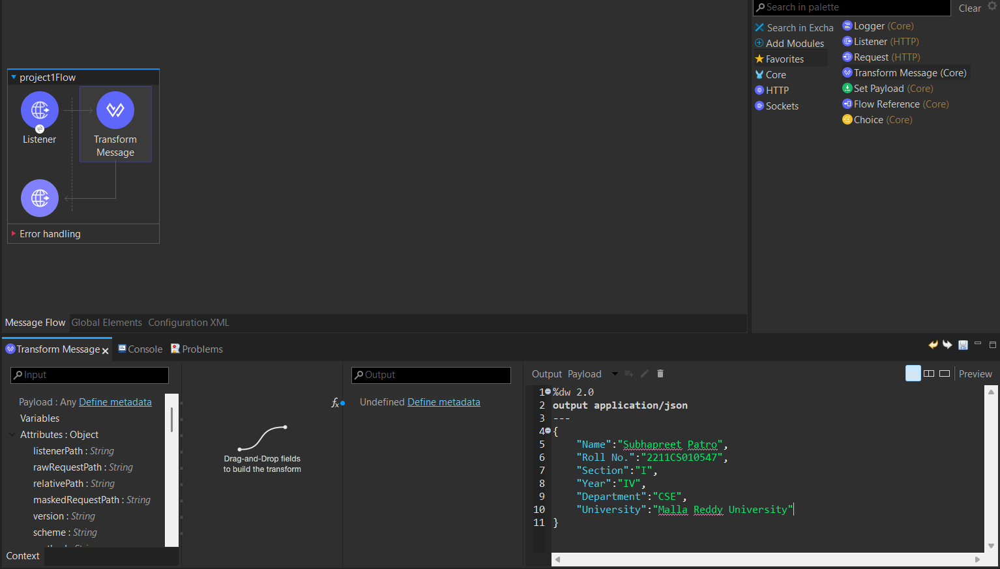 Search in palette
Clear
Search in Excha
Add Modules
Favorites
Core
HTTP
Sockets
Logger (Core)
Listener (HTTP)
Request (HTTP)
Transform Message (Core)
Set Payload (Core)
Flow Reference (Core)
Choice (Core)
project1Flow
Listener
Transform
Message
Error handling
Message Flow Global Elements Configuration XML
Transform Message Console Problems
Input
Payload : Any Define metadata
Variables
Attributes : Object
listenerPath : String
rawRequestPath : String
relativePath : String
maskedRequestPath : String
version : String
scheme : String
Context
fx
Drag-and-Drop fields
to build the transform
Output
Undefined Define metadata
Output Payload
Preview
1 %dw 2.0
2 output application/json
3 ---
4 {
5 "Name":"Subhapreet Patro",
6 "Roll No.":"2211CS010547",
7 "Section":"I",
8 "Year":"IV",
9 "Department":"CSE",
10 "University":"Malla Reddy University"
11 }